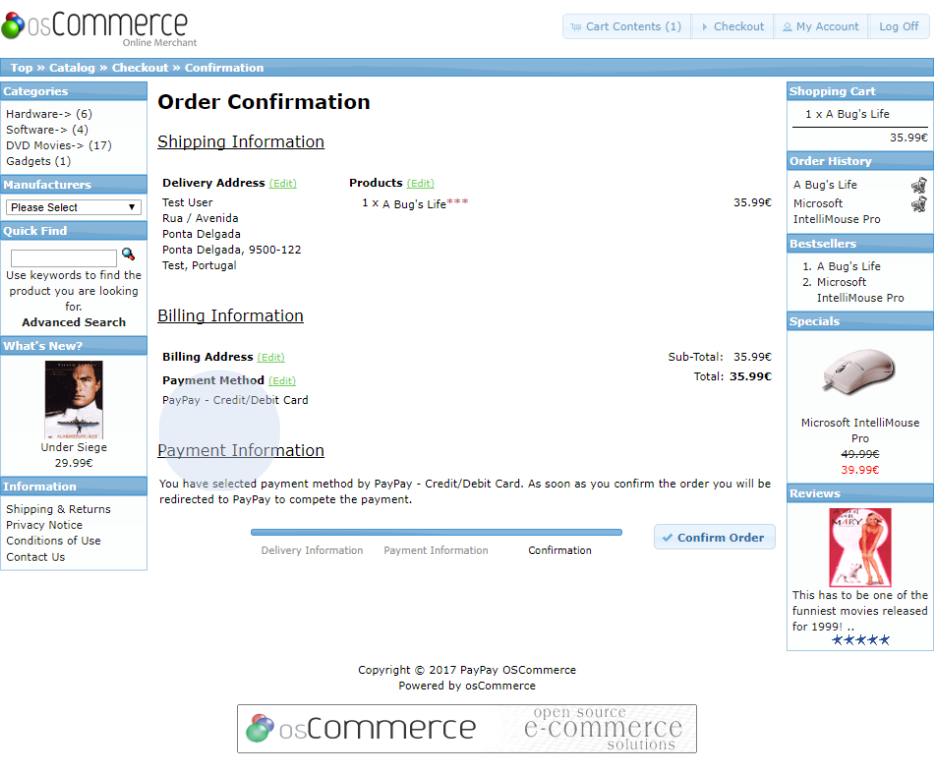 osCommerce
Online Merchant
Cart Contents (1)
Checkout
My Account
Log Off
Top » Catalog » Checkout » Confirmation
Categories
Hardware-> (6)
Software-> (4)
DVD Movies-> (17)
Gadgets (1)
Manufacturers
Please Select
Quick Find
Use keywords to find the
product you are looking
for.
Advanced Search
What's New?
Under Siege
29.99€
Information
Shipping & Returns
Privacy Notice
Conditions of Use
Contact Us
Order Confirmation
Shipping Information
Delivery Address (Edit)
Test User
Rua / Avenida
Ponta Delgada
Ponta Delgada, 9500-122
Test, Portugal
Products (Edit)
1 x A Bug's Life*** 35.99€
Billing Information
Billing Address (Edit)
Payment Method (Edit)
PayPay - Credit/Debit Card
Sub-Total: 35.99€
Total: 35.99€
Payment Information
You have selected payment method by PayPay - Credit/Debit Card. As soon as you confirm the order you will be
redirected to PayPay to compete the payment.
Delivery Information
Payment Information
Confirmation
Confirm Order
Shopping Cart
1 x A Bug's Life
35.99€
Order History
A Bug's Life
Microsoft
IntelliMouse Pro
Bestsellers
1. A Bug's Life
2. Microsoft
IntelliMouse Pro
Specials
Microsoft IntelliMouse
Pro
49.99€
39.99€
Reviews
MARY
This has to be one of the
funniest movies released
for 1999! ..
Copyright © 2017 PayPay OSCommerce
Powered by osCommerce
osCommerce
open source
e-commerce
solutions